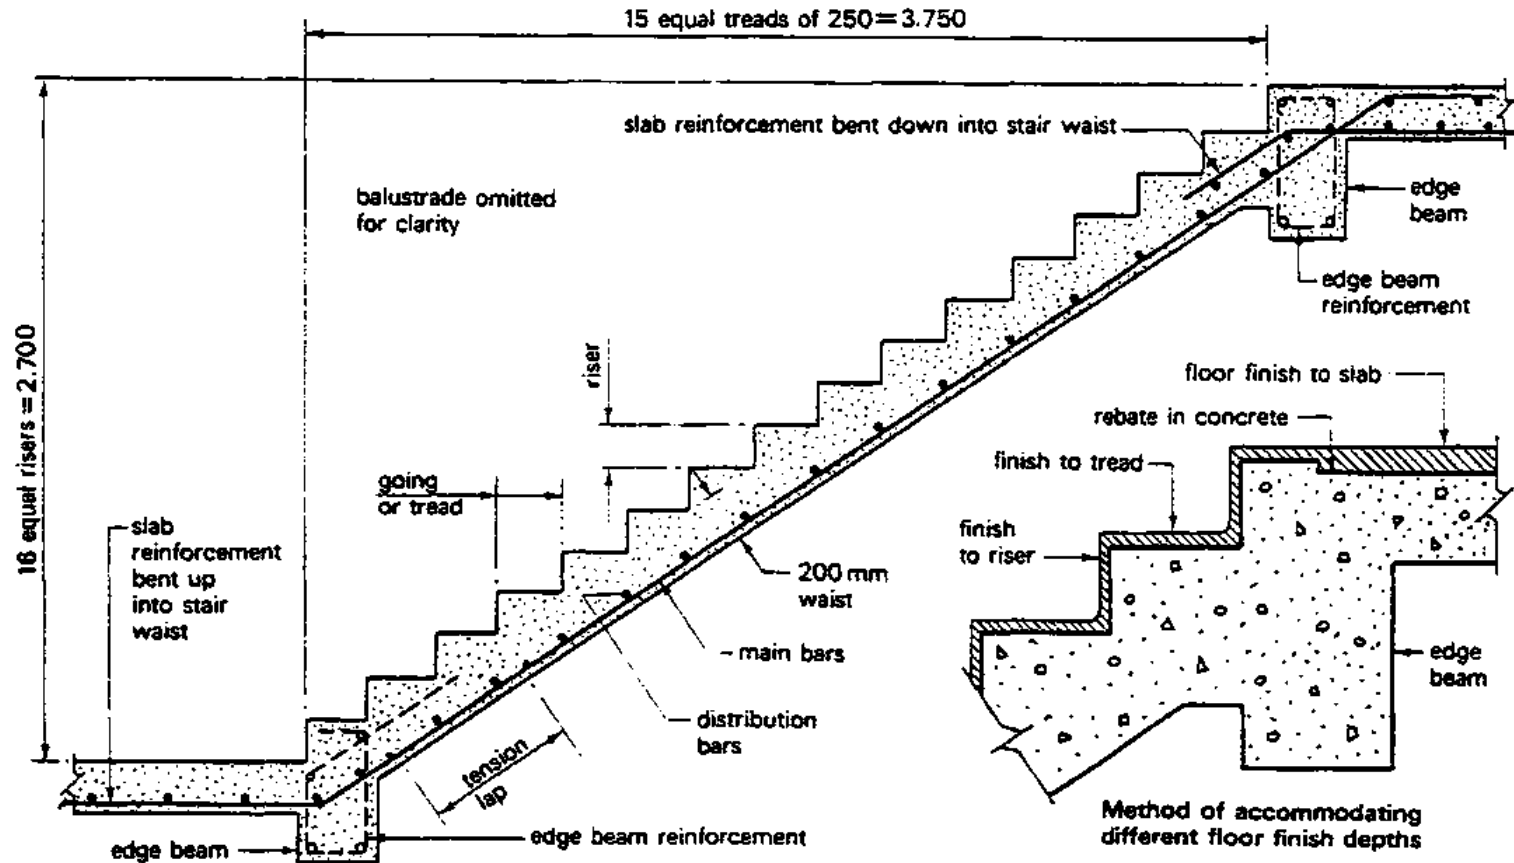 15 equal treads of 250=3.750
slab reinforcement bent down into stair waist
balustrade omitted
for clarity
edge
beam
edge beam
reinforcement
16 equal risers = 2.700
riser
going
or tread
slab
reinforcement
bent up
into stair
waist
200 mm
waist
main bars
distribution
bars
tension
lap
edge beam
edge beam reinforcement
floor finish to slab
rebate in concrete
finish to tread
finish
to riser
edge
beam
Method of accommodating
different floor finish depths